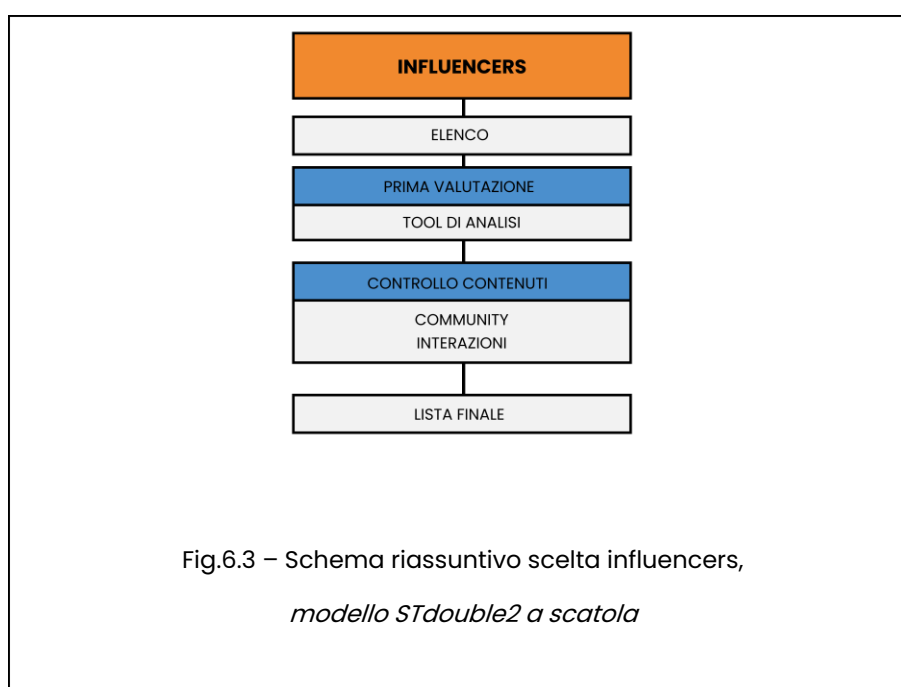 INFLUENCERS
ELENCO
PRIMA VALUTAZIONE
TOOL DI ANALISI
CONTROLLO CONTENUTI
COMMUNITY
INTERAZIONI
LISTA FINALE
Fig.6.3 – Schema riassuntivo scelta influencers,
modello STdouble2 a scatola